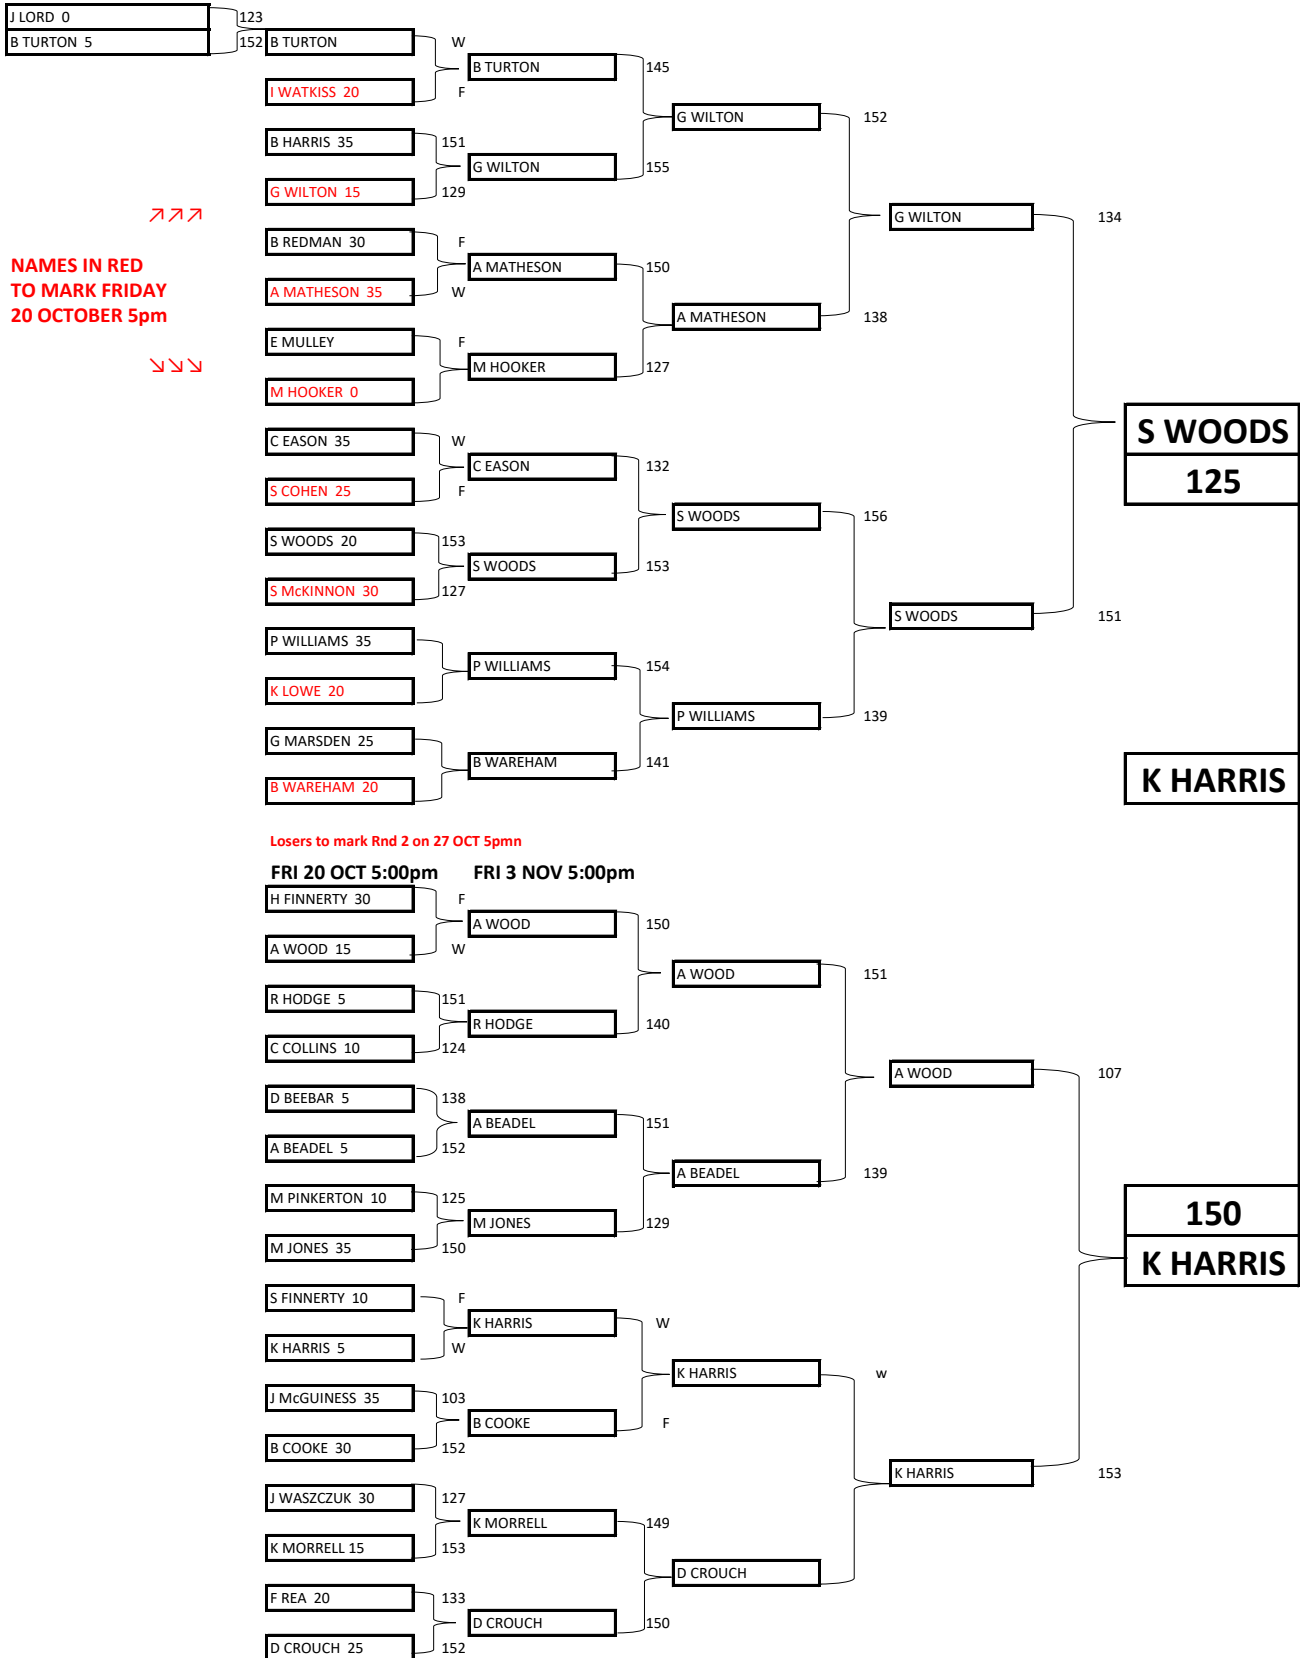 J LORD  0
123
B TURTON  5
152
B TURTON
W
B TURTON
145
I WATKISS  20
F
G WILTON
152
B HARRIS  35
151
G WILTON
155
G WILTON  15
129
G WILTON
134
↗↗↗
B REDMAN  30
F
A MATHESON
150
NAMES IN RED
TO MARK FRIDAY
20 OCTOBER 5pm
A MATHESON  35
W
A MATHESON
138
E MULLEY
F
M HOOKER
127
↘↘↘
M HOOKER  0
S WOODS
125
C EASON  35
W
C EASON
132
S COHEN  25
F
S WOODS
156
S WOODS  20
153
S WOODS
153
S McKINNON  30
127
S WOODS
151
P WILLIAMS  35
P WILLIAMS
154
K LOWE  20
P WILLIAMS
139
G MARSDEN  25
B WAREHAM
141
B WAREHAM  20
K HARRIS
Losers to mark Rnd 2 on 27 OCT 5pmn
FRI 20 OCT 5:00pm
FRI 3 NOV 5:00pm
H FINNERTY  30
F
A WOOD
150
A WOOD  15
W
A WOOD
151
R HODGE  5
151
R HODGE
140
C COLLINS  10
124
A WOOD
107
D BEEBAR  5
138
A BEADEL
151
A BEADEL  5
152
A BEADEL
139
M PINKERTON  10
125
M JONES
129
M JONES  35
150
150
K HARRIS
S FINNERTY  10
F
K HARRIS
W
K HARRIS  5
W
K HARRIS
w
J McGUINESS  35
103
B COOKE
F
B COOKE  30
152
K HARRIS
153
J WASZCZUK  30
127
K MORRELL
149
K MORRELL 15
153
D CROUCH
F REA  20
133
D CROUCH
150
D CROUCH  25
152